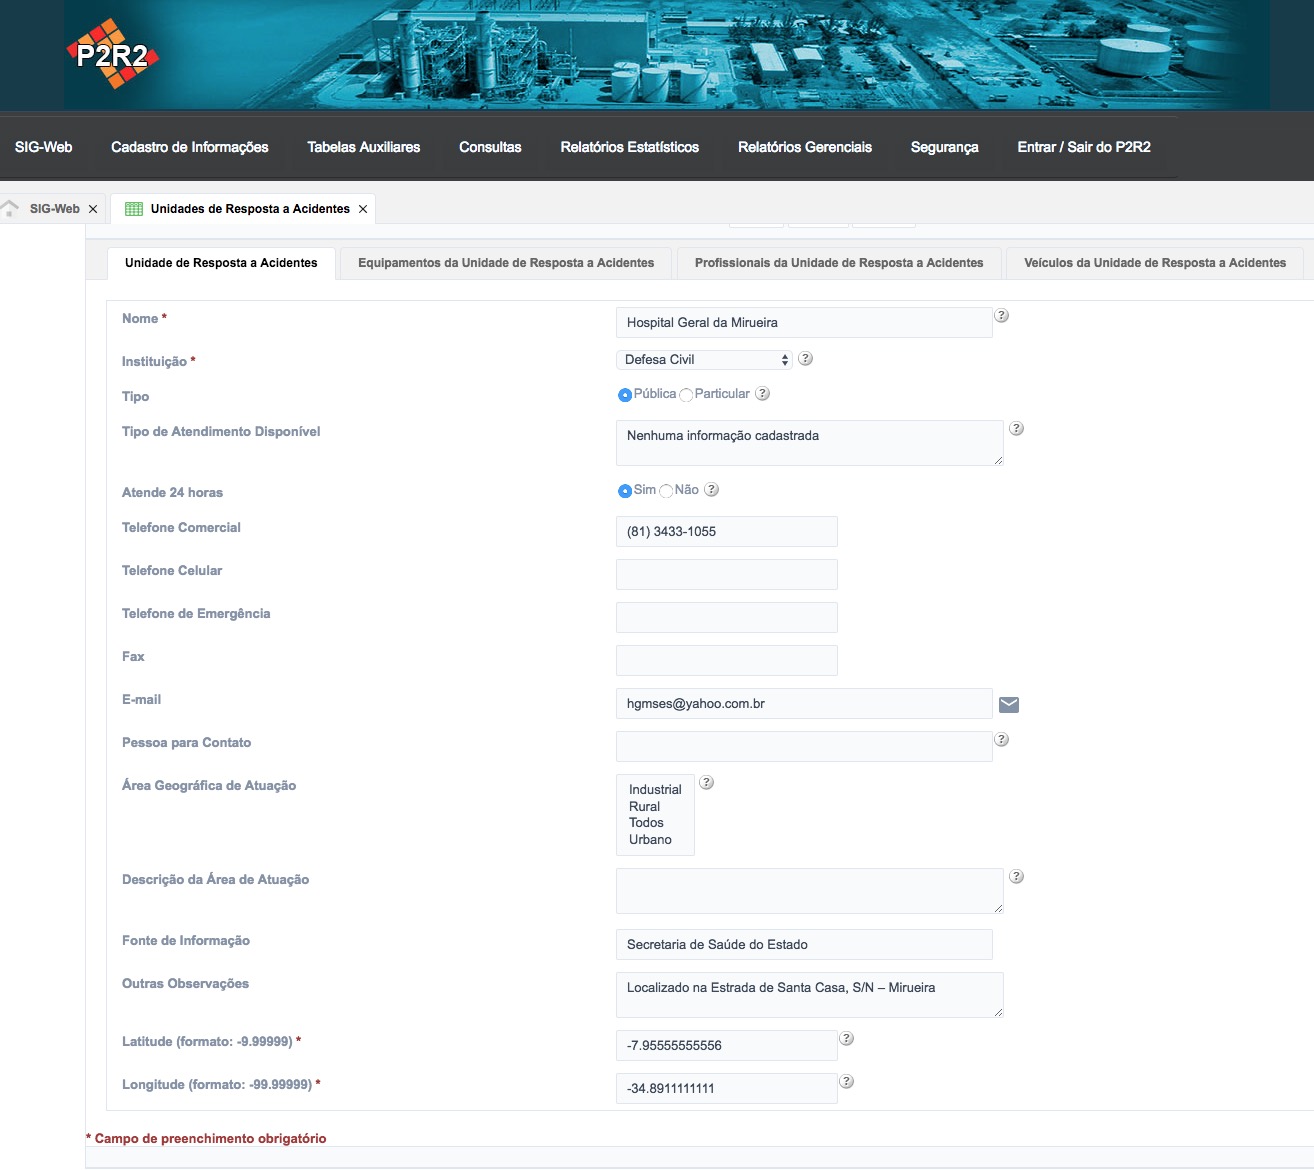 P2R2
SIG-Web Cadastro de Informações Tabelas Auxiliares Consultas Relatórios Estatísticos Relatórios Gerenciais Segurança Entrar / Sair do P2R2
SIG-Web × Unidades de Resposta a Acidentes ×
Unidade de Resposta a Acidentes Equipamentos da Unidade de Resposta a Acidentes Profissionais da Unidade de Resposta a Acidentes Veículos da Unidade de Resposta a Acidentes
Nome * Hospital Geral da Mirueira ?
Instituição * Defesa Civil ?
Tipo Pública Particular ?
Tipo de Atendimento Disponível Nenhuma informação cadastrada ?
Atende 24 horas Sim Não ?
Telefone Comercial (81) 3433-1055
Telefone Celular
Telefone de Emergência
Fax
E-mail hgmses@yahoo.com.br
Pessoa para Contato ?
Área Geográfica de Atuação Industrial ?
Rural
Todos
Urbano
Descrição da Área de Atuação ?
Fonte de Informação Secretaria de Saúde do Estado
Outras Observações Localizado na Estrada de Santa Casa, S/N – Mirueira
Latitude (formato: -9.99999) * -7.95555555556 ?
Longitude (formato: -99.99999) * -34.8911111111 ?
* Campo de preenchimento obrigatório